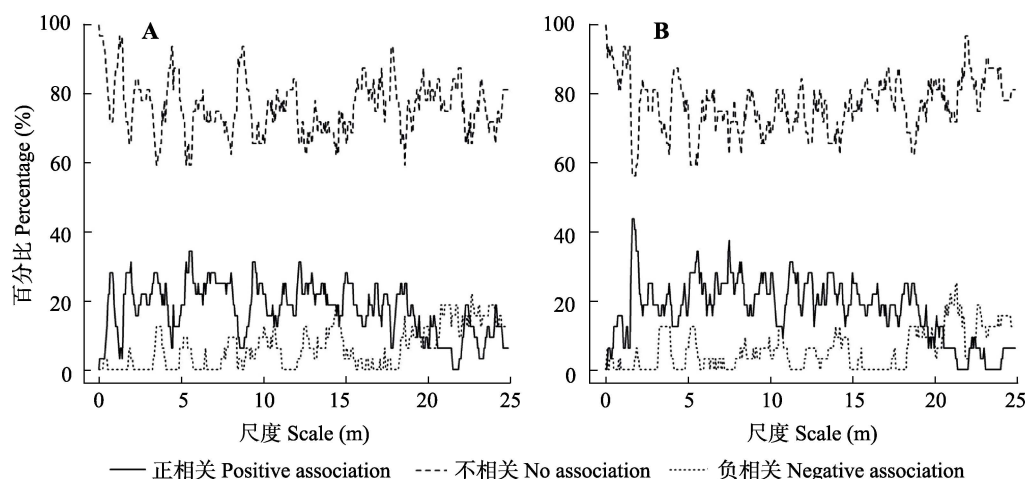 A
B
100
80
60
40
20
0
100
80
60
40
20
0
百分比 Percentage (%)
0 5 10 15 20 25
0 5 10 15 20 25
尺度 Scale (m)
尺度 Scale (m)
正相关 Positive association 不相关 No association 负相关 Negative association